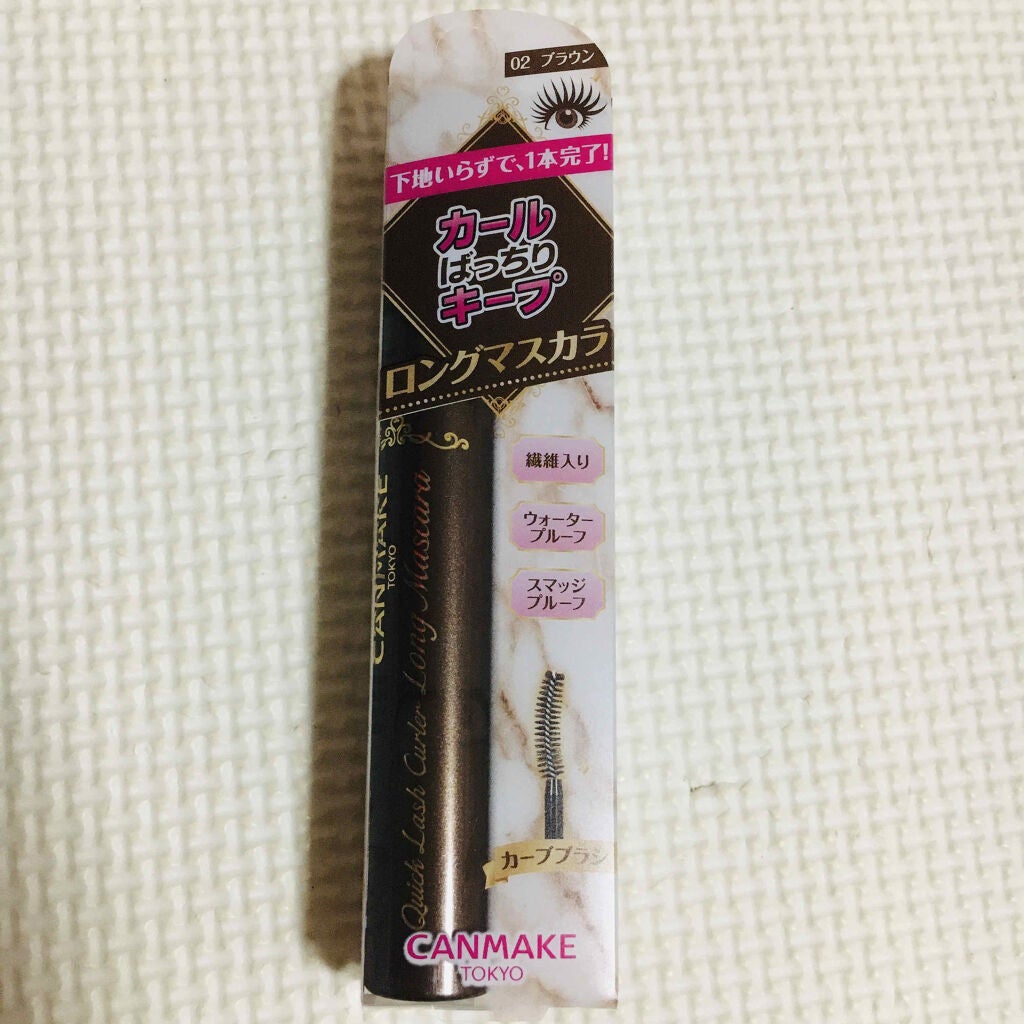 02 ブラウン
下地いらずで、1本完了!
カール
ばっちり
キープ
ロングマスカラ
繊維入り
ウォーター
プルーフ
スマッジ
プルーフ
CANMAKE
TOKYO
Quick Lash Curler Long Mascara
カーブブラシ
CANMAKE
TOKYO